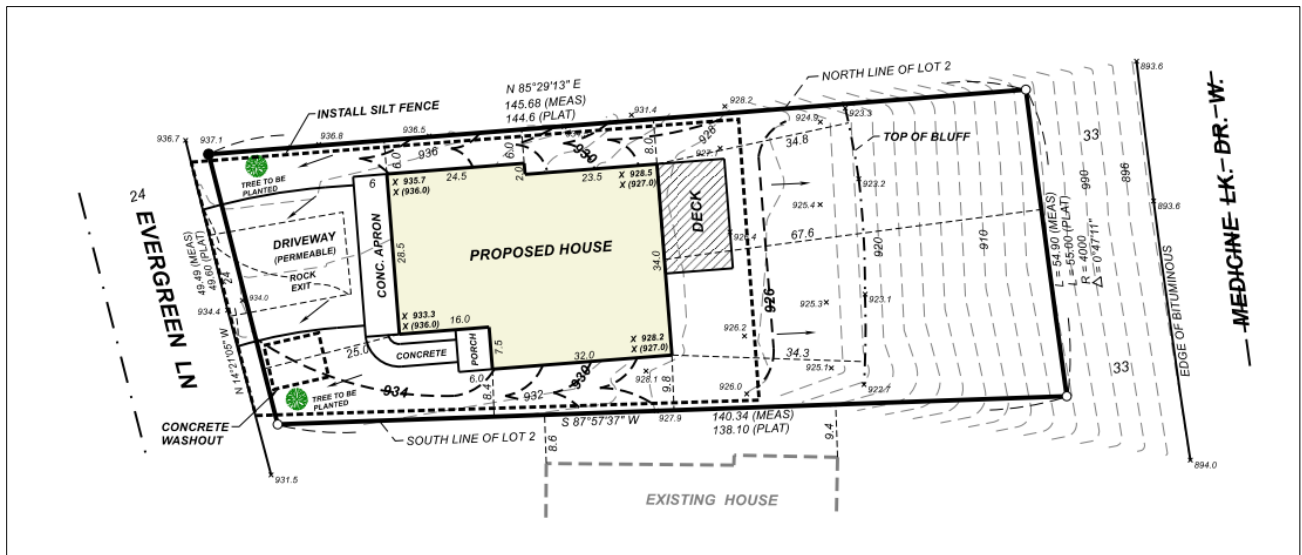 N 85°29'13" E
145.68 (MEAS)
144.6 (PLAT)
NORTH LINE OF LOT 2
893.6
INSTALL SILT FENCE
936.7
937.1
936.8
936.5
931.4
928.2
924.9
923.3
TOP OF BLUFF
33
TREE TO BE
PLANTED
936
930
928
6.0
6.0
8.0
2.0
927.1
34.8
24
6
24.5
23.5
X 935.7
X (936.0)
X 928.5
X (927.0)
923.2
990
896
EVERGREEN LN
DRIVEWAY
(PERMEABLE)
ROCK
EXIT
CONC. APRON
28.5
PROPOSED HOUSE
34.0
DECK
925.4
67.6
920
910
L = 54.90 (MEAS)
L = 55.00 (PLAT)
R = 4000
△ = 0°47'11"
893.6
MEDICINE LK. DR. W.
49.49 (MEAS)
49.60 (PLAT)
24
934.0
934.4
N 14°21'05" W
926
925.3
923.1
X 933.3
X (936.0)
16.0
X 928.2
X (927.0)
926.2
25.0
CONCRETE
PORCH
7.5
32.0
34.3
925.1
EDGE OF BITUMINOUS
33
934
6.0
8.4
932
930
928.1
9.8
926.0
922.7
TREE TO BE
PLANTED
CONCRETE
WASHOUT
SOUTH LINE OF LOT 2
S 87°57'37" W
927.9
140.34 (MEAS)
138.10 (PLAT)
8.6
9.4
931.5
894.0
EXISTING HOUSE